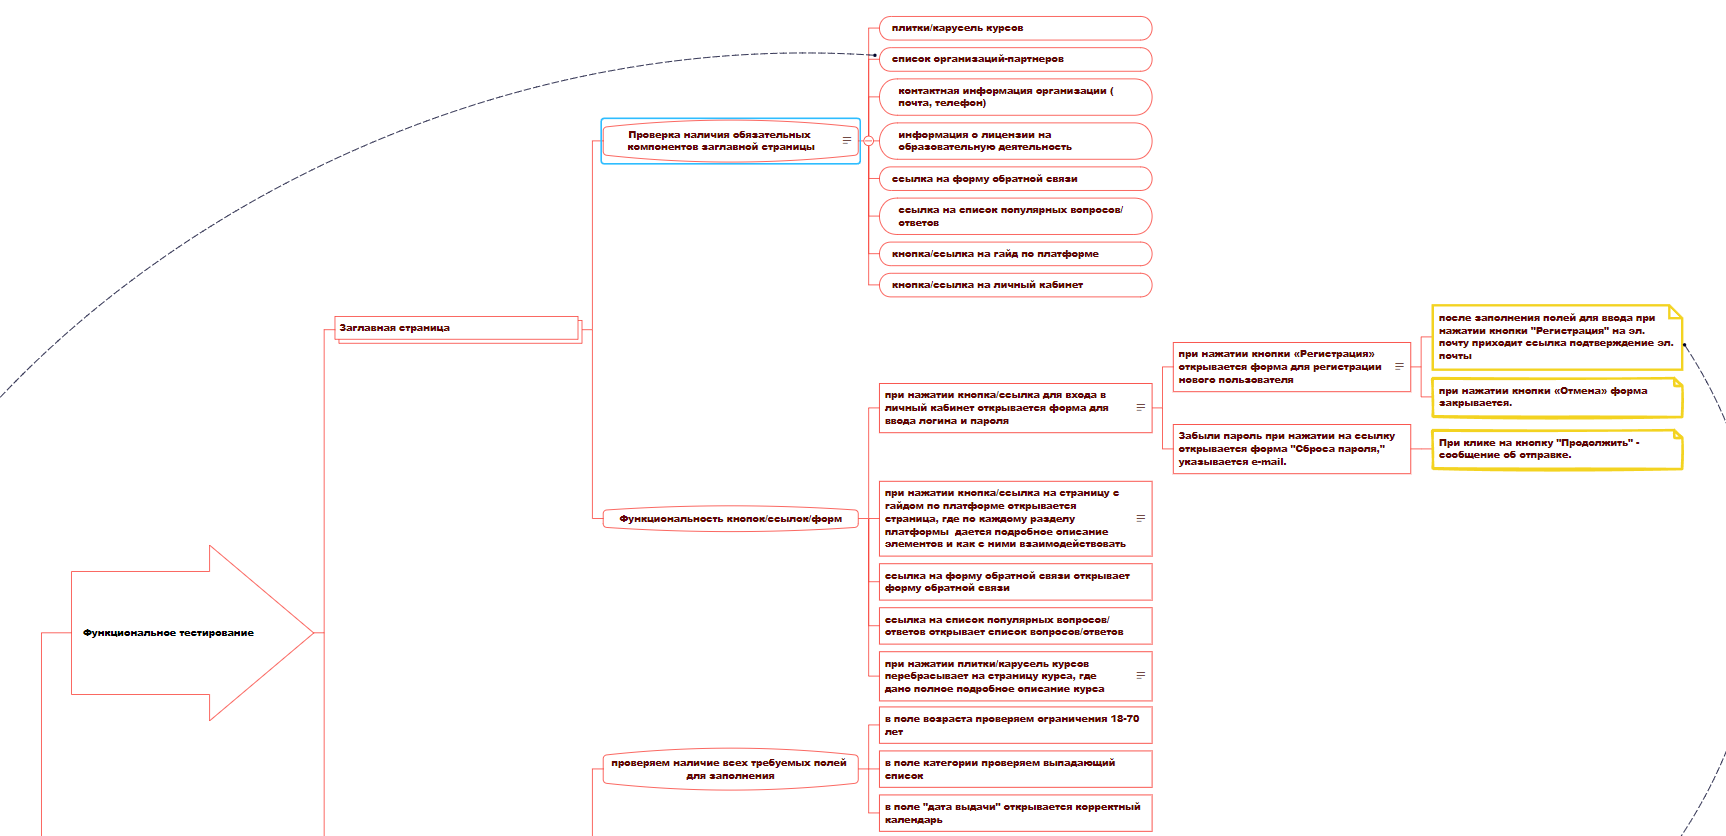 плитки/карусель курсов
список организаций-партнеров
контактная информация организации (
почта, телефон)
Проверка наличия обязательных
компонентов заглавной страницы
информация о лицензии на
образовательную деятельность
ссылка на форму обратной связи
ссылка на список популярных вопросов/
ответов
кнопка/ссылка на гайд по платформе
кнопка/ссылка на личный кабинет
Заглавная страница
после заполнения полей для ввода при
нажатии кнопки "Регистрация" на эл.
почту приходит ссылка подтверждение эл.
почты
при нажатии кнопки «Регистрация»
открывается форма для регистрации
нового пользователя
при нажатии кнопки «Отмена» форма
закрывается.
при нажатии кнопка/ссылка для входа в
личный кабинет открывается форма для
ввода логина и пароля
Забыли пароль при нажатии на ссылку
открывается форма "Сброса пароля,"
указывается e-mail.
При клике на кнопку "Продолжить" -
сообщение об отправке.
Функциональность кнопок/ссылок/форм
при нажатии кнопка/ссылка на страницу с
гайдом по платформе открывается
страница, где по каждому разделу
платформы  дается подробное описание
элементов и как с ними взаимодействовать
ссылка на форму обратной связи открывает
форму обратной связи
ссылка на список популярных вопросов/
ответов открывает список вопросов/ответов
при нажатии плитки/карусель курсов
перебрасывает на страницу курса, где
дано полное подробное описание курса
Функциональное тестирование
проверяем наличие всех требуемых полей
для заполнения
в поле возраста проверяем ограничения 18-70
лет
в поле категории проверяем выпадающий
список
в поле "дата выдачи" открывается корректный
календарь